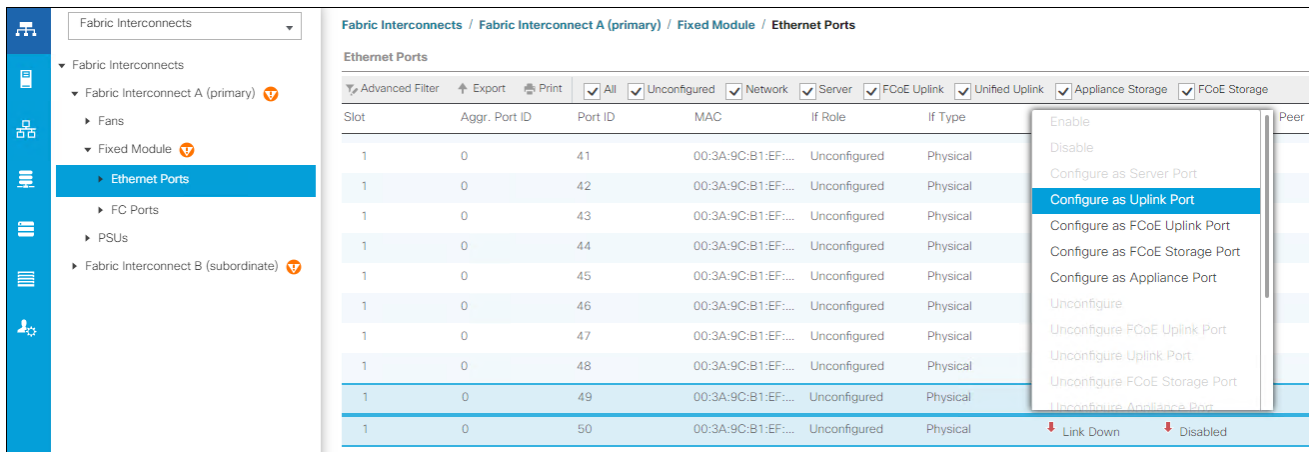 Fabric Interconnects
Fabric Interconnects / Fabric Interconnect A (primary) / Fixed Module / Ethernet Ports
Fabric Interconnects
Fabric Interconnect A (primary)
Fans
Fixed Module
Ethernet Ports
FC Ports
PSUs
Fabric Interconnect B (subordinate)
Ethernet Ports
Advanced Filter Export Print All Unconfigured Network Server FCoE Uplink Unified Uplink Appliance Storage FCoE Storage
Slot Aggr. Port ID Port ID MAC If Role If Type Peer
1 0 41 00:3A:9C:B1:EF:... Unconfigured Physical
1 0 42 00:3A:9C:B1:EF:... Unconfigured Physical
1 0 43 00:3A:9C:B1:EF:... Unconfigured Physical
1 0 44 00:3A:9C:B1:EF:... Unconfigured Physical
1 0 45 00:3A:9C:B1:EF:... Unconfigured Physical
1 0 46 00:3A:9C:B1:EF:... Unconfigured Physical
1 0 47 00:3A:9C:B1:EF:... Unconfigured Physical
1 0 48 00:3A:9C:B1:EF:... Unconfigured Physical
1 0 49 00:3A:9C:B1:EF:... Unconfigured Physical
1 0 50 00:3A:9C:B1:EF:... Unconfigured Physical Link Down Disabled
Enable
Disable
Configure as Server Port
Configure as Uplink Port
Configure as FCoE Uplink Port
Configure as FCoE Storage Port
Configure as Appliance Port
Unconfigure
Unconfigure FCoE Uplink Port
Unconfigure Uplink Port
Unconfigure FCoE Storage Port
Unconfigure Appliance Port